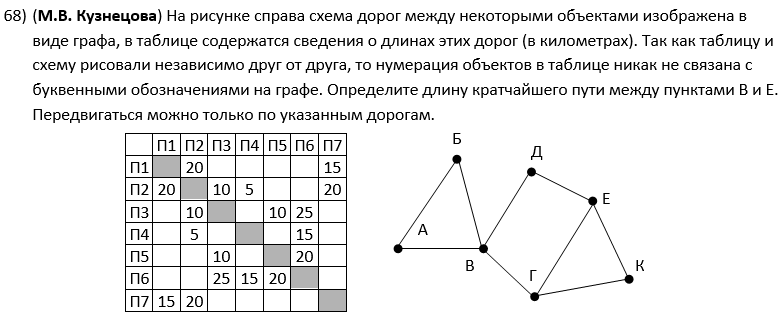 68) (М.В. Кузнецова) На рисунке справа схема дорог между некоторыми объектами изображена в
виде графа, в таблице содержатся сведения о длинах этих дорог (в километрах). Так как таблицу и
схему рисовали независимо друг от друга, то нумерация объектов в таблице никак не связана с
буквенными обозначениями на графе. Определите длину кратчайшего пути между пунктами В и Е.
Передвигаться можно только по указанным дорогам.
П1 П2 П3 П4 П5 П6 П7
П1 20 15
П2 20 10 5 20
П3 10 10 25
П4 5 15
П5 10 20
П6 25 15 20
П7 15 20
Б
Д
Е
А
В
Г
К